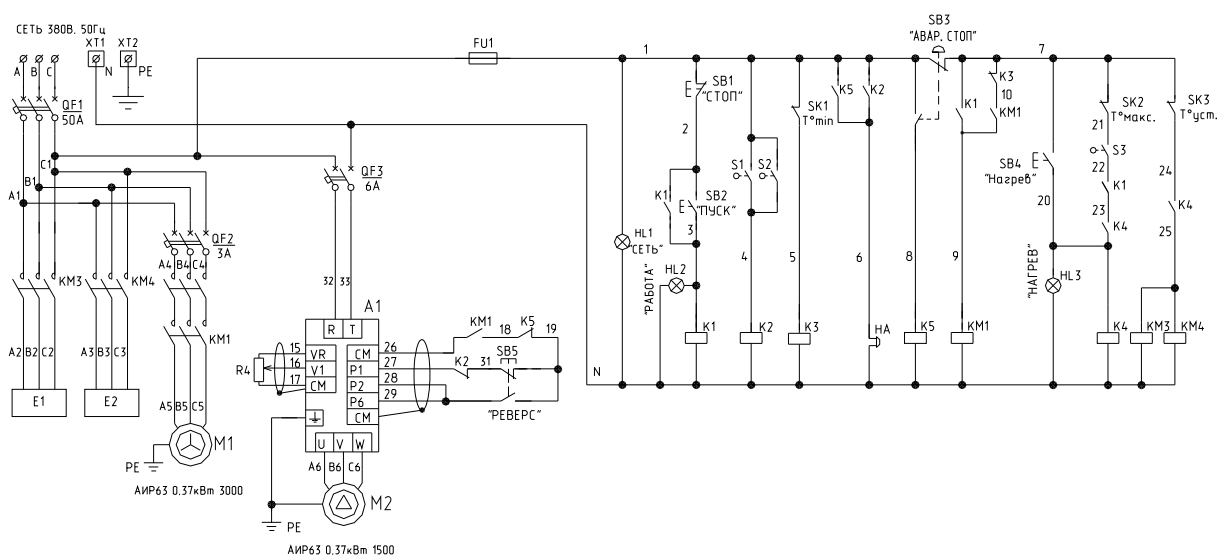 СЕТЬ 380В. 50Гц
XT1 XT2
A B C N PE
QF1
50A
FU1
1
SB3
"АВАР. СТОП"
7
SB1
"СТОП"
2
SK1
T°min
K5 K2
K1
K3
10
KM1
SK2
T°макс.
21
SK3
T°уст.
C1
B1
A1
QF3
6A
S1 S2
S3
22
24
SB4
"Нагрев"
20
K1
23
K4
K4
25
K1
SB2
"ПУСК"
3
HL1
"СЕТЬ"
QF2
3A
A4 B4 C4
KM3 KM4
KM1
32 33
4 5 6 8 9
"РАБОТА"
HL2
"НАГРЕВ"
HL3
A1
R T
K1 K2 K3 HA K5 KM1 K4 KM3 KM4
N
A2 B2 C2 A3 B3 C3
E1 E2
A5 B5 C5
M1
PE
АИР63 0.37кВт 3000
R4
15 VR
16 V1
17 CM
CM 26
P1 27
P2 28
P6 29
CM
KM1 18 K5 19
K2 31 SB5
"РЕВЕРС"
U V W
A6 B6 C6
M2
PE
АИР63 0.37кВт 1500